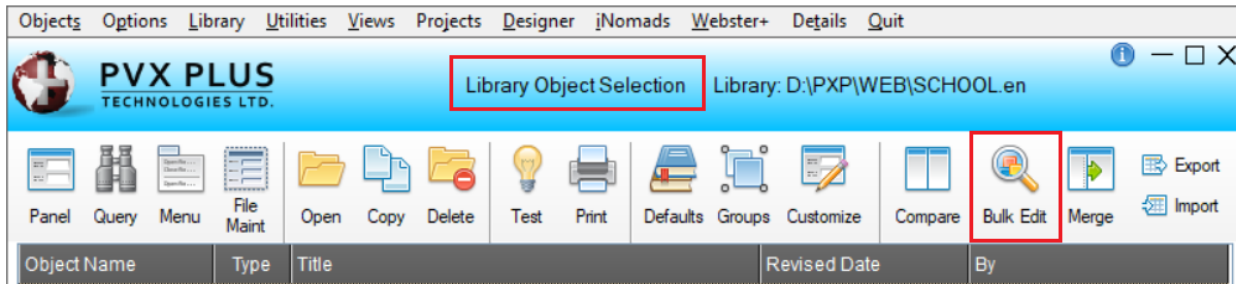 Objects Options Library Utilities Views Projects Designer iNomads Webster+ Details Quit
PVX PLUS
TECHNOLOGIES LTD.
Library Object Selection Library: D:\PXP\WEB\SCHOOL.en
Panel Query Menu File Maint Open Copy Delete Test Print Defaults Groups Customize Compare Bulk Edit Merge
Export
Import
Object Name Type Title Revised Date By